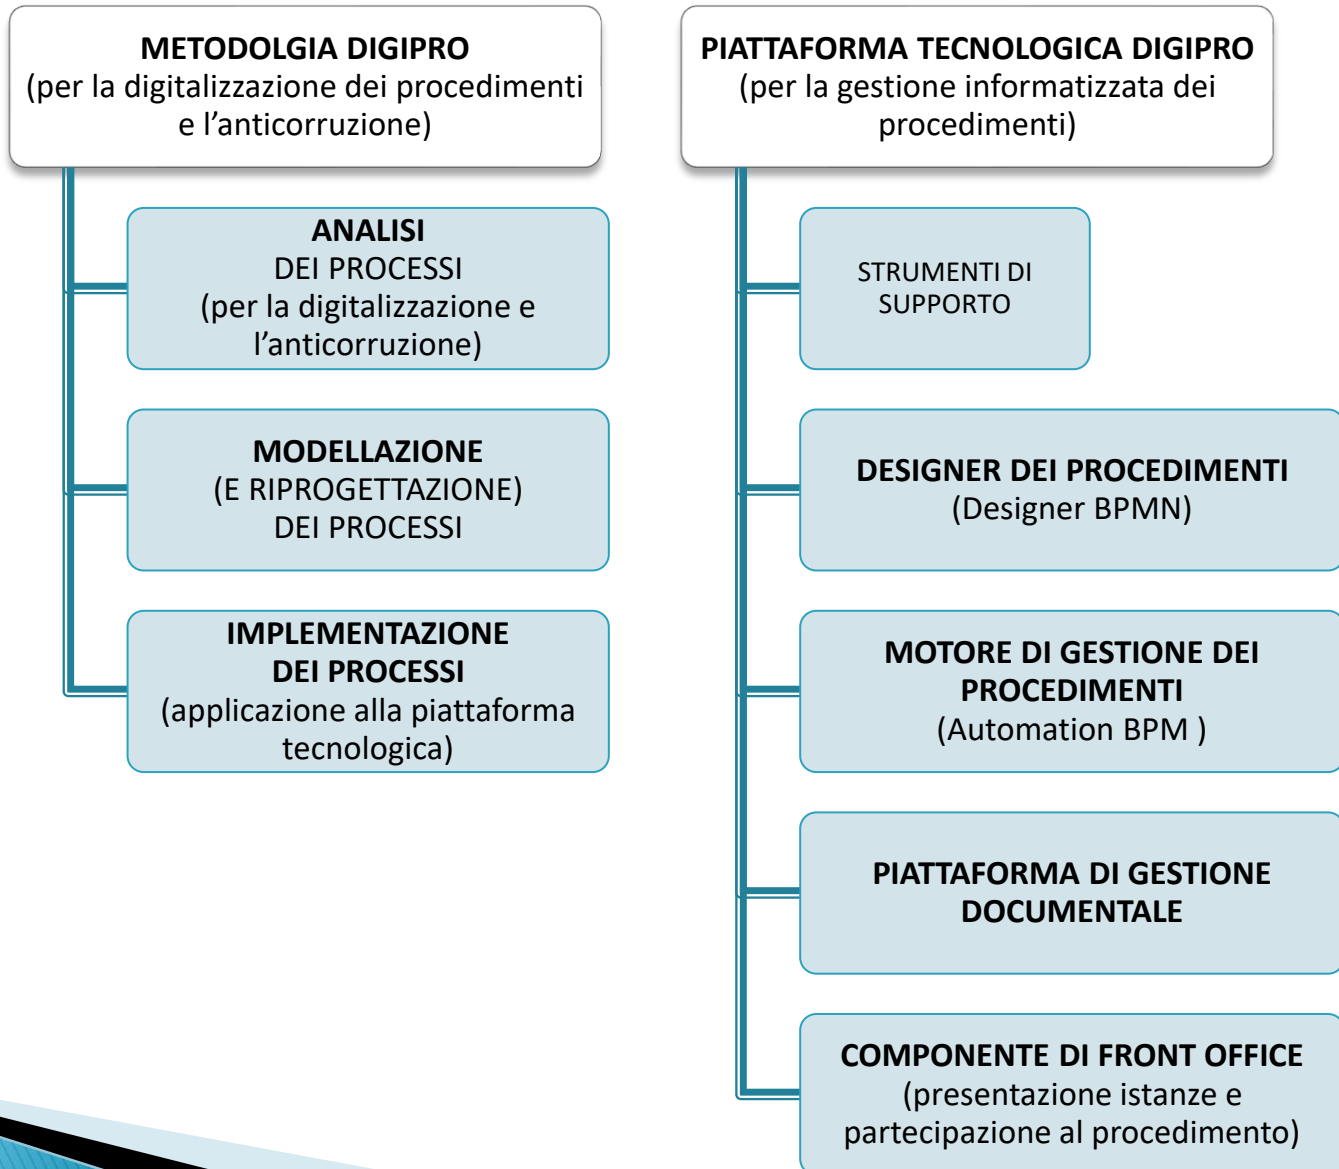 METODOLGIA DIGIPRO
(per la digitalizzazione dei procedimenti
e l’anticorruzione)
ANALISI
DEI PROCESSI
(per la digitalizzazione e
l’anticorruzione)
MODELLAZIONE
(E RIPROGETTAZIONE)
DEI PROCESSI
IMPLEMENTAZIONE
DEI PROCESSI
(applicazione alla piattaforma
tecnologica)
PIATTAFORMA TECNOLOGICA DIGIPRO
(per la gestione informatizzata dei
procedimenti)
STRUMENTI DI
SUPPORTO
DESIGNER DEI PROCEDIMENTI
(Designer BPMN)
MOTORE DI GESTIONE DEI
PROCEDIMENTI
(Automation BPM )
PIATTAFORMA DI GESTIONE
DOCUMENTALE
COMPONENTE DI FRONT OFFICE
(presentazione istanze e
partecipazione al procedimento)